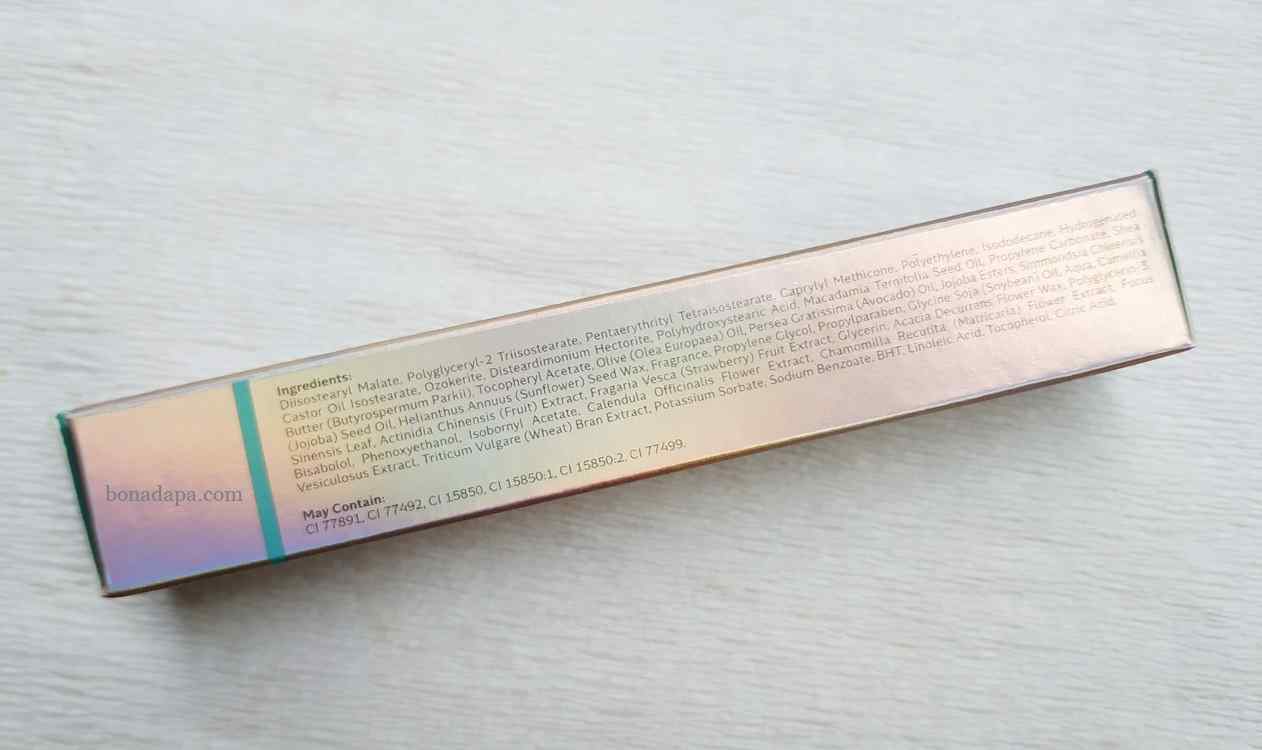 Ingredients:
Diisostearyl Malate, Polyglyceryl-2 Triisostearate, Pentaerythrityl Tetraisostearate, Caprylyl Methicone, Polyethylene, Isododecane, Hydrogenated
Castor Oil Isostearate, Ozokerite, Disteardimonium Hectorite, Polyhydroxystearic Acid, Macadamia Ternifolia Seed Oil, Propylene Carbonate, Shea
Butter (Butyrospermum Parkii), Tocopheryl Acetate, Olive (Olea Europaea) Oil, Persea Gratissima (Avocado) Oil, Jojoba Esters, Simmondsia Chinensis
(Jojoba) Seed Oil, Helianthus Annuus (Sunflower) Seed Wax, Fragrance, Propylene Glycol, Propylparaben, Glycine Soja (Soybean) Oil, Aqua, Camellia
Sinensis Leaf, Actinidia Chinensis (Fruit) Extract, Fragaria Vesca (Strawberry) Fruit Extract, Glycerin, Acacia Decurrens Flower Wax, Polyglycerin-3,
Bisabolol, Phenoxyethanol, Isobornyl Acetate, Calendula Officinalis Flower Extract, Chamomilla Recutita (Matricaria) Flower Extract, Focus
Vesiculosus Extract, Triticum Vulgare (Wheat) Bran Extract, Potassium Sorbate, Sodium Benzoate, BHT, Linoleic Acid, Tocopherol, Citric Acid.
May Contain:
CI 77891, CI 77492, CI 15850, CI 15850:1, CI 15850:2, CI 77499.
bonadapa.com